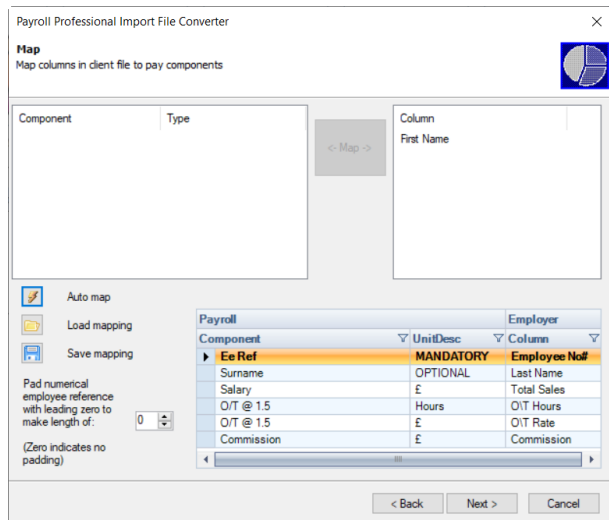 Payroll Professional Import File Converter
Map
Map columns in client file to pay components
Component Type
<- Map ->
Column
First Name
Auto map
Load mapping
Save mapping
Pad numerical
employee reference
with leading zero to
make length of:
0
(Zero indicates no
padding)
Payroll Employer
Component UnitDesc Column
Ee Ref MANDATORY Employee No#
Surname OPTIONAL Last Name
Salary £ Total Sales
O/T @ 1.5 Hours O\T Hours
O/T @ 1.5 £ O\T Rate
Commission £ Commission
< Back Next > Cancel